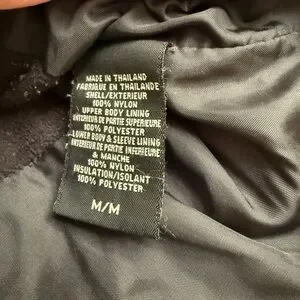 MADE IN THAILAND
FABRIQUE EN THAILANDE
SHELL/EXTERIEUR
100% NYLON
UPPER BODY LINING
INTERIEUR DE PARTIE SUPERIEURE
100% POLYESTER
LOWER BODY & SLEEVE LINING
INTERIEUR DE PARTIE INFERIEURE
& MANCHE
100% NYLON
INSULATION/ISOLANT
100% POLYESTER
M/M